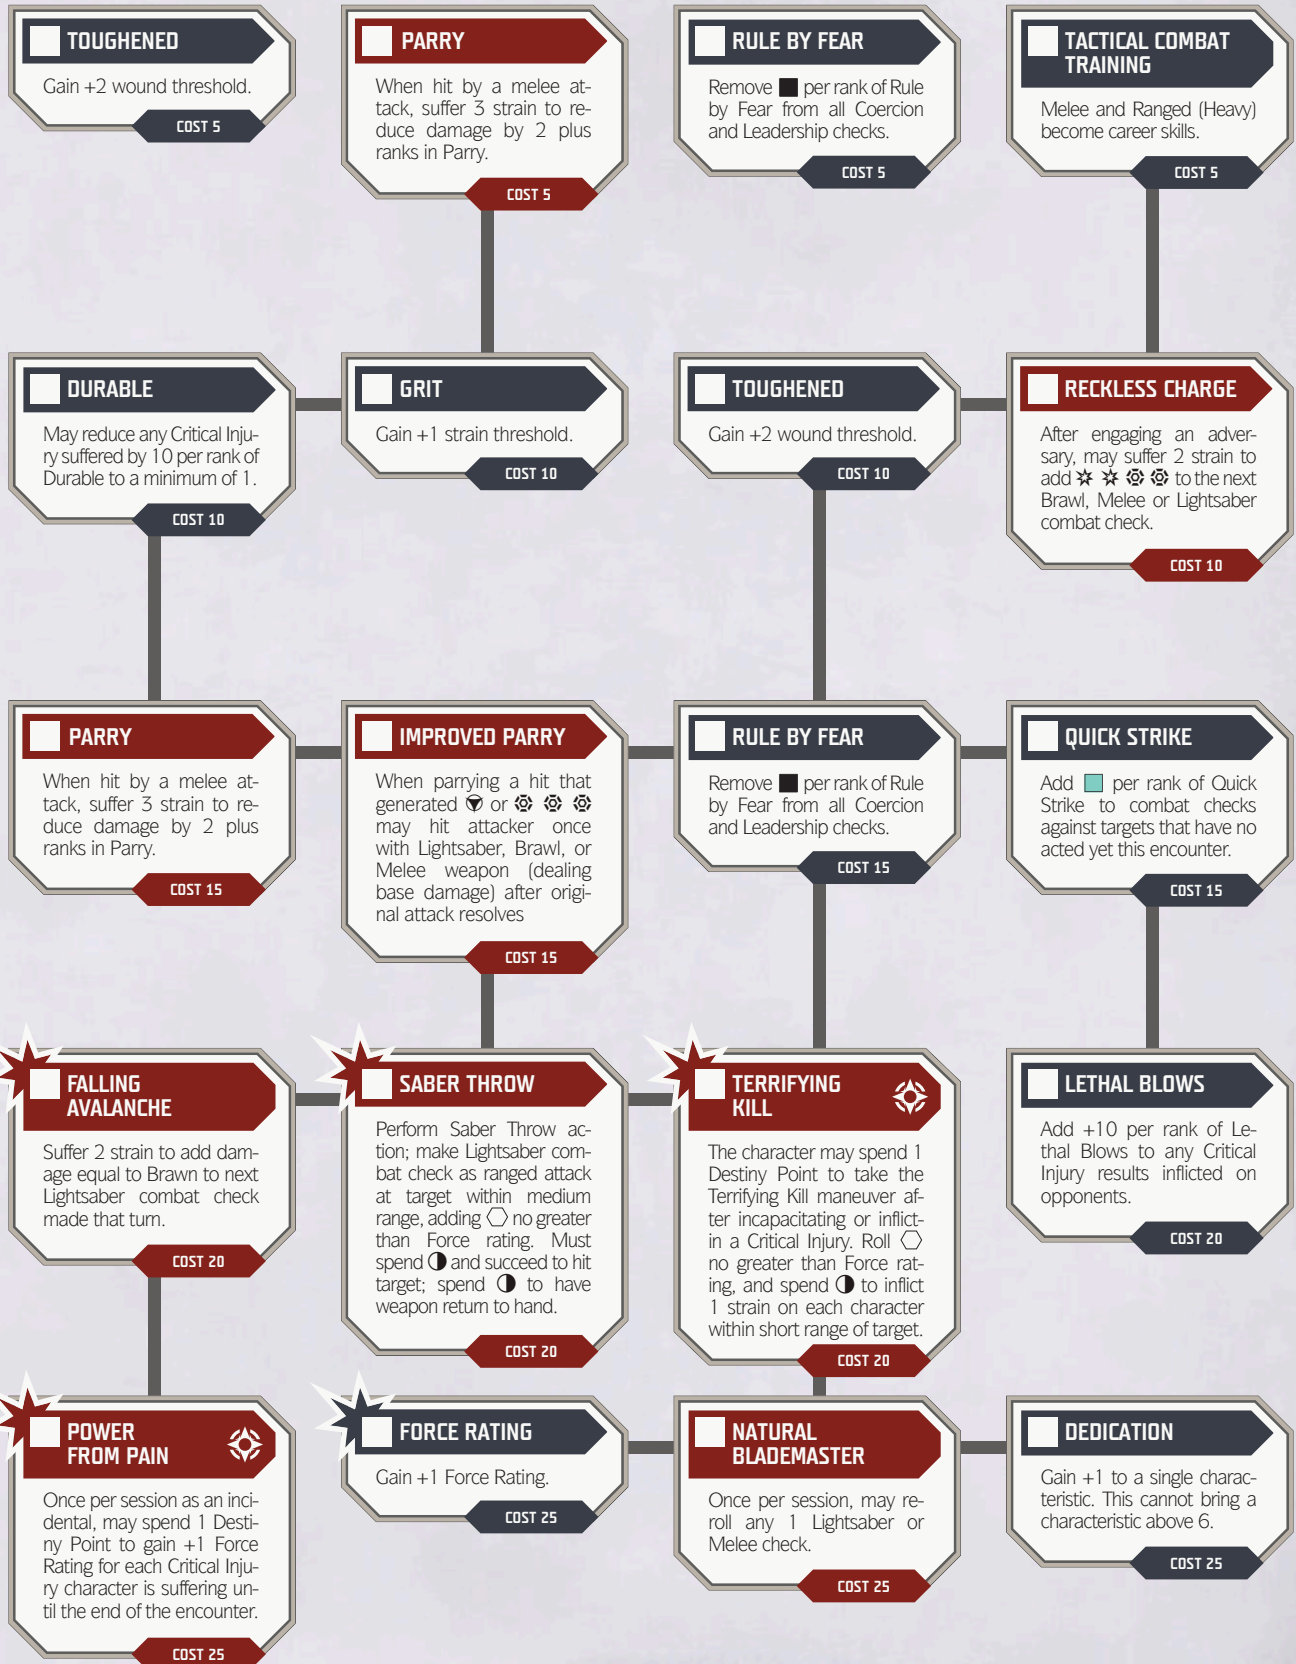 TOUGHENED
Gain +2 wound threshold.
COST 5
PARRY
When hit by a melee at-
tack, suffer 3 strain to re-
duce damage by 2 plus
ranks in Parry.
COST 5
RULE BY FEAR
Remove per rank of Rule
by Fear from all Coercion
and Leadership checks.
COST 5
TACTICAL COMBAT
TRAINING
Melee and Ranged (Heavy)
become career skills.
COST 5
DURABLE
May reduce any Critical Inju-
ry suffered by 10 per rank of
Durable to a minimum of 1.
COST 10
GRIT
Gain +1 strain threshold.
COST 10
TOUGHENED
Gain +2 wound threshold.
COST 10
RECKLESS CHARGE
After engaging an adver-
sary, may suffer 2 strain to
add to the next
Brawl, Melee or Lightsaber
combat check.
COST 10
PARRY
When hit by a melee at-
tack, suffer 3 strain to re-
duce damage by 2 plus
ranks in Parry.
COST 15
IMPROVED PARRY
When parrying a hit that
generated or
may hit attacker once
with Lightsaber, Brawl, or
Melee weapon (dealing
base damage) after origi-
nal attack resolves
COST 15
RULE BY FEAR
Remove per rank of Rule
by Fear from all Coercion
and Leadership checks.
COST 15
QUICK STRIKE
Add per rank of Quick
Strike to combat checks
against targets that have no
acted yet this encounter.
COST 15
FALLING
AVALANCHE
Suffer 2 strain to add dam-
age equal to Brawn to next
Lightsaber combat check
made that turn.
COST 20
SABER THROW
Perform Saber Throw ac-
tion; make Lightsaber com-
bat check as ranged attack
at target within medium
range, adding no greater
than Force rating. Must
spend and succeed to hit
target; spend to have
weapon return to hand.
COST 20
TERRIFYING
KILL
The character may spend 1
Destiny Point to take the
Terrifying Kill maneuver af-
ter incapacitating or inflict-
in a Critical Injury. Roll
no greater than Force rat-
ing, and spend to inflict
1 strain on each character
within short range of target.
COST 20
LETHAL BLOWS
Add +10 per rank of Le-
thal Blows to any Critical
Injury results inflicted on
opponents.
COST 20
POWER
FROM PAIN
Once per session as an inci-
dental, may spend 1 Desti-
ny Point to gain +1 Force
Rating for each Critical Inju-
ry character is suffering un-
til the end of the encounter.
COST 25
FORCE RATING
Gain +1 Force Rating.
COST 25
NATURAL
BLADEMASTER
Once per session, may re-
roll any 1 Lightsaber or
Melee check.
COST 25
DEDICATION
Gain +1 to a single charac-
teristic. This cannot bring a
characteristic above 6.
COST 25